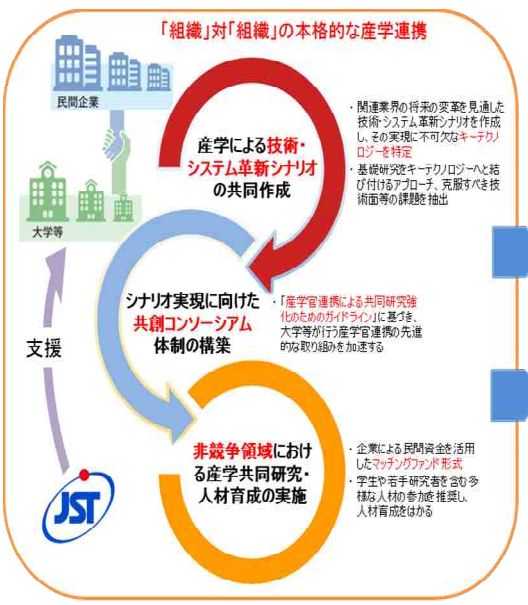 「組織」対「組織」の本格的な産学連携
民間企業
大学等
支援
JST
産学による技術・
システム革新シナリオ
の共同作成
・関連業界の将来の変革を見通した
技術・システム革新シナリオを作成
し、その実現に不可欠なキーテクノ
ロジーを特定
・基礎研究をキーテクノロジーへと結
び付けるアプローチ、克服すべき技
術面等の課題を抽出
シナリオ実現に向けた
共創コンソーシアム
体制の構築
・「産学官連携による共同研究強
化のためのガイドライン」に基づき、
大学等が行う産学官連携の先進
的な取り組みを加速する
非競争領域におけ
る産学共同研究・
人材育成の実施
・企業による民間資金を活用
したマッチングファンド形式
・学生や若手研究者を含む多
様な人材の参加を推奨し、
人材育成をはかる